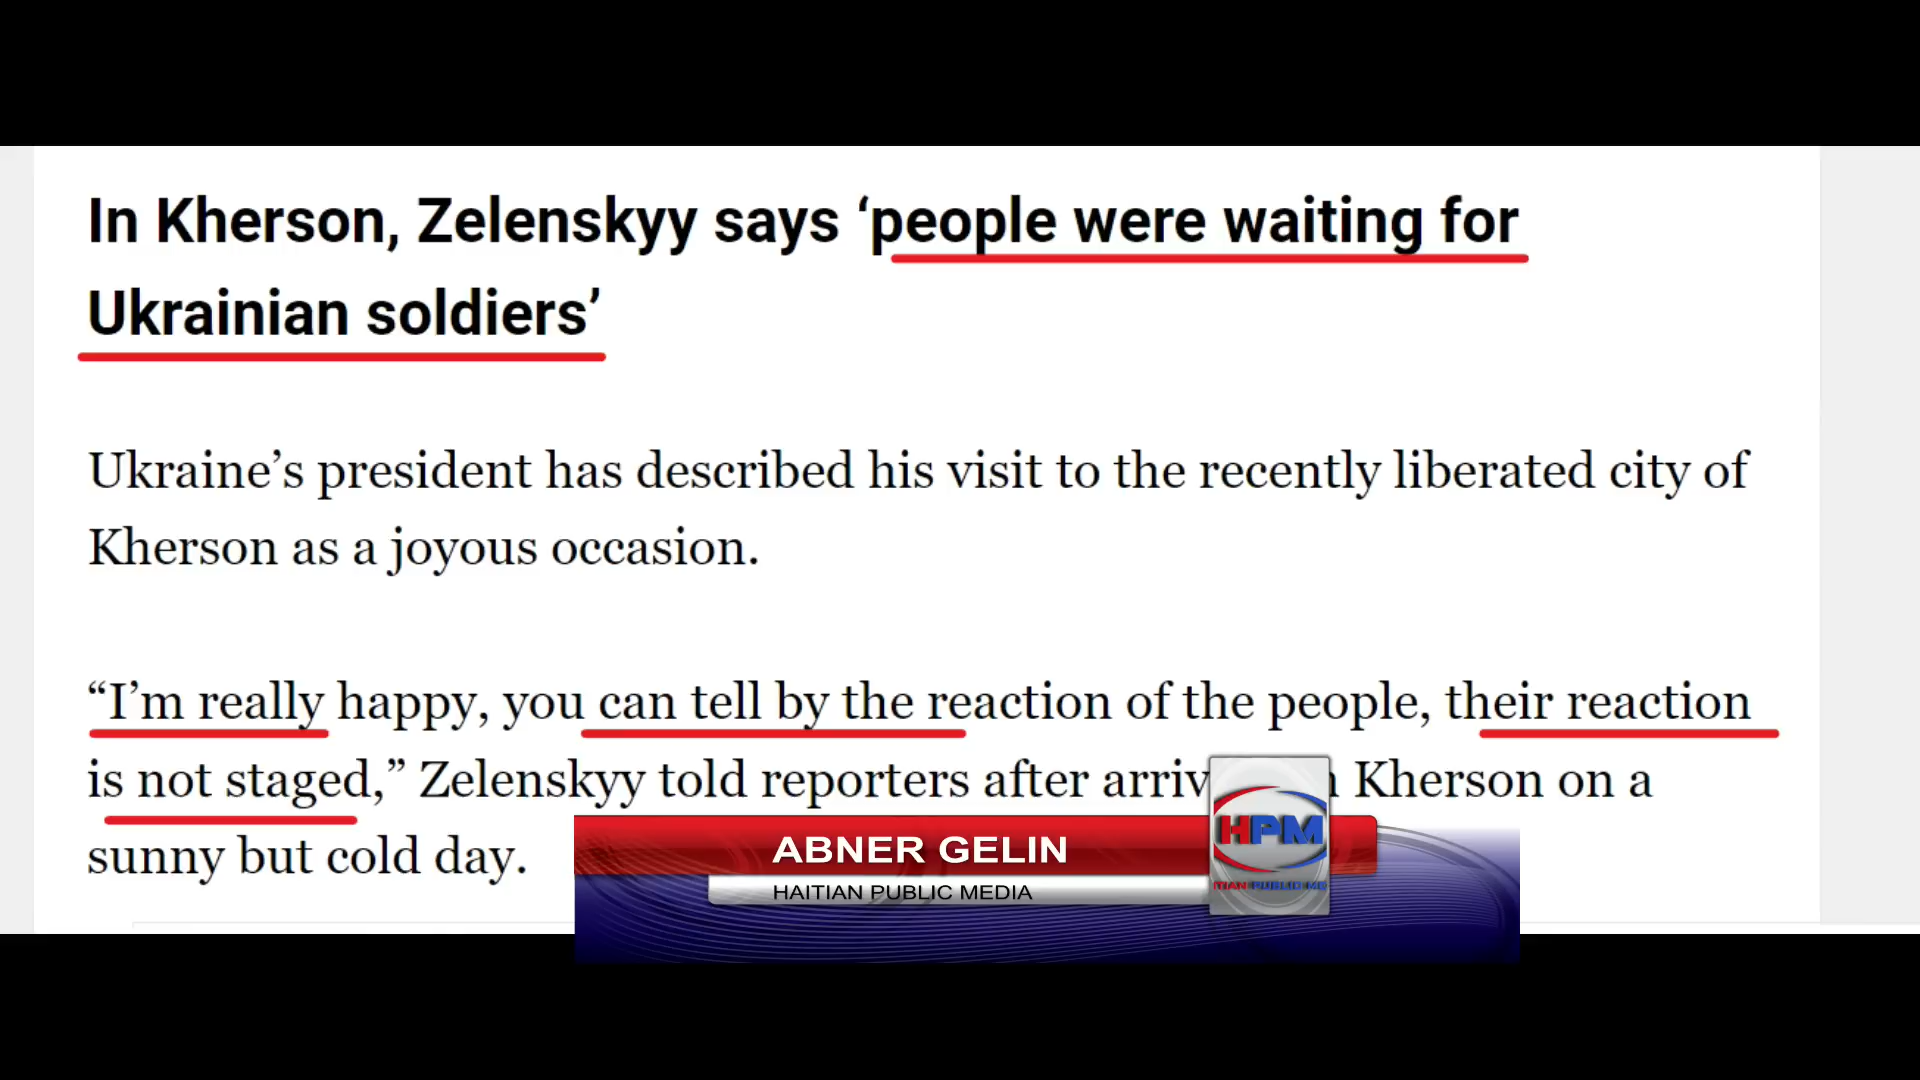 In Kherson, Zelenskyy says ‘people were waiting for
Ukrainian soldiers’
Ukraine’s president has described his visit to the recently liberated city of
Kherson as a joyous occasion.
“I’m really happy, you can tell by the reaction of the people, their reaction
is not staged,” Zelenskyy told reporters after Kherson on a
sunny but cold day.
ABNER GELIN
HAITIAN PUBLIC MEDIA
HPM